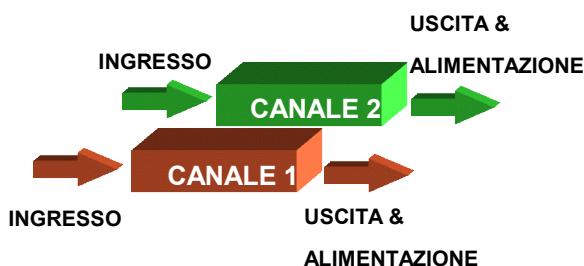 USCITA &
ALIMENTAZIONE
INGRESSO
CANALE 2
CANALE 1
INGRESSO
USCITA &
ALIMENTAZIONE